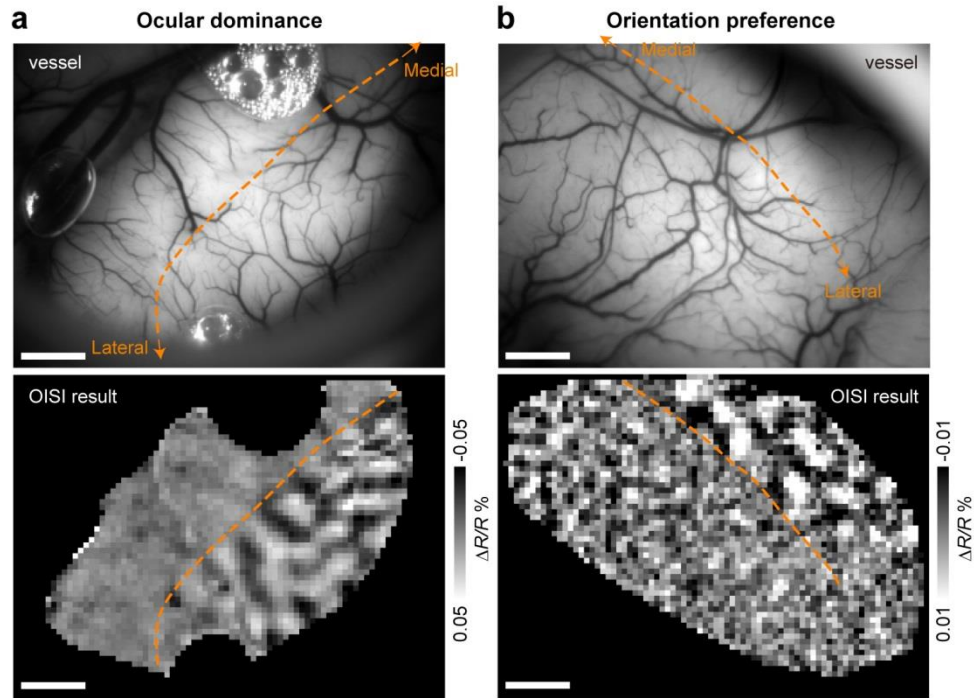 a
Ocular dominance
vessel
Medial
Lateral
OISI result
-0.05
ΔR/R %
0.05
b
Orientation preference
vessel
Medial
Lateral
OISI result
-0.01
ΔR/R %
0.01